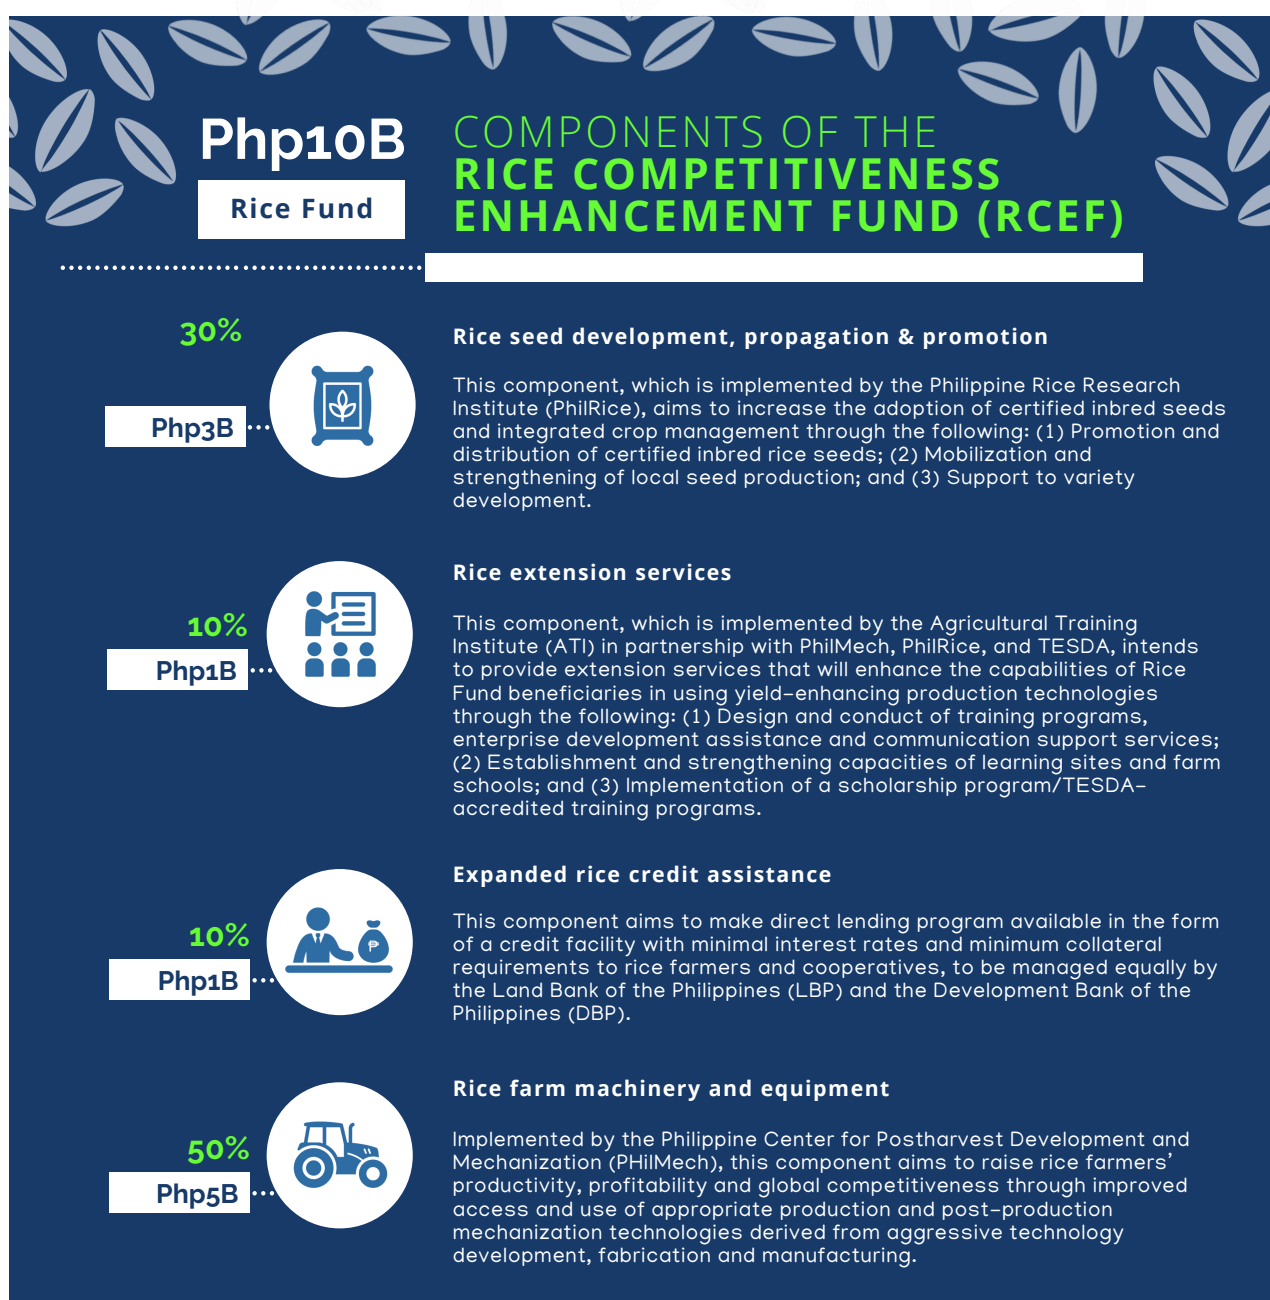 Php10B
Rice Fund
COMPONENTS OF THE
RICE COMPETITIVENESS
ENHANCEMENT FUND (RCEF)
30%
Php3B
Rice seed development, propagation & promotion
This component, which is implemented by the Philippine Rice Research
Institute (PhilRice), aims to increase the adoption of certified inbred seeds
and integrated crop management through the following: (1) Promotion and
distribution of certified inbred rice seeds; (2) Mobilization and
strengthening of local seed production; and (3) Support to variety
development.
10%
Php1B
Rice extension services
This component, which is implemented by the Agricultural Training
Institute (ATI) in partnership with PhilMech, PhilRice, and TESDA, intends
to provide extension services that will enhance the capabilities of Rice
Fund beneficiaries in using yield-enhancing production technologies
through the following: (1) Design and conduct of training programs,
enterprise development assistance and communication support services;
(2) Establishment and strengthening capacities of learning sites and farm
schools; and (3) Implementation of a scholarship program/TESDA-
accredited training programs.
10%
Php1B
Expanded rice credit assistance
This component aims to make direct lending program available in the form
of a credit facility with minimal interest rates and minimum collateral
requirements to rice farmers and cooperatives, to be managed equally by
the Land Bank of the Philippines (LBP) and the Development Bank of the
Philippines (DBP).
50%
Php5B
Rice farm machinery and equipment
Implemented by the Philippine Center for Postharvest Development and
Mechanization (PHilMech), this component aims to raise rice farmers’
productivity, profitability and global competitiveness through improved
access and use of appropriate production and post-production
mechanization technologies derived from aggressive technology
development, fabrication and manufacturing.